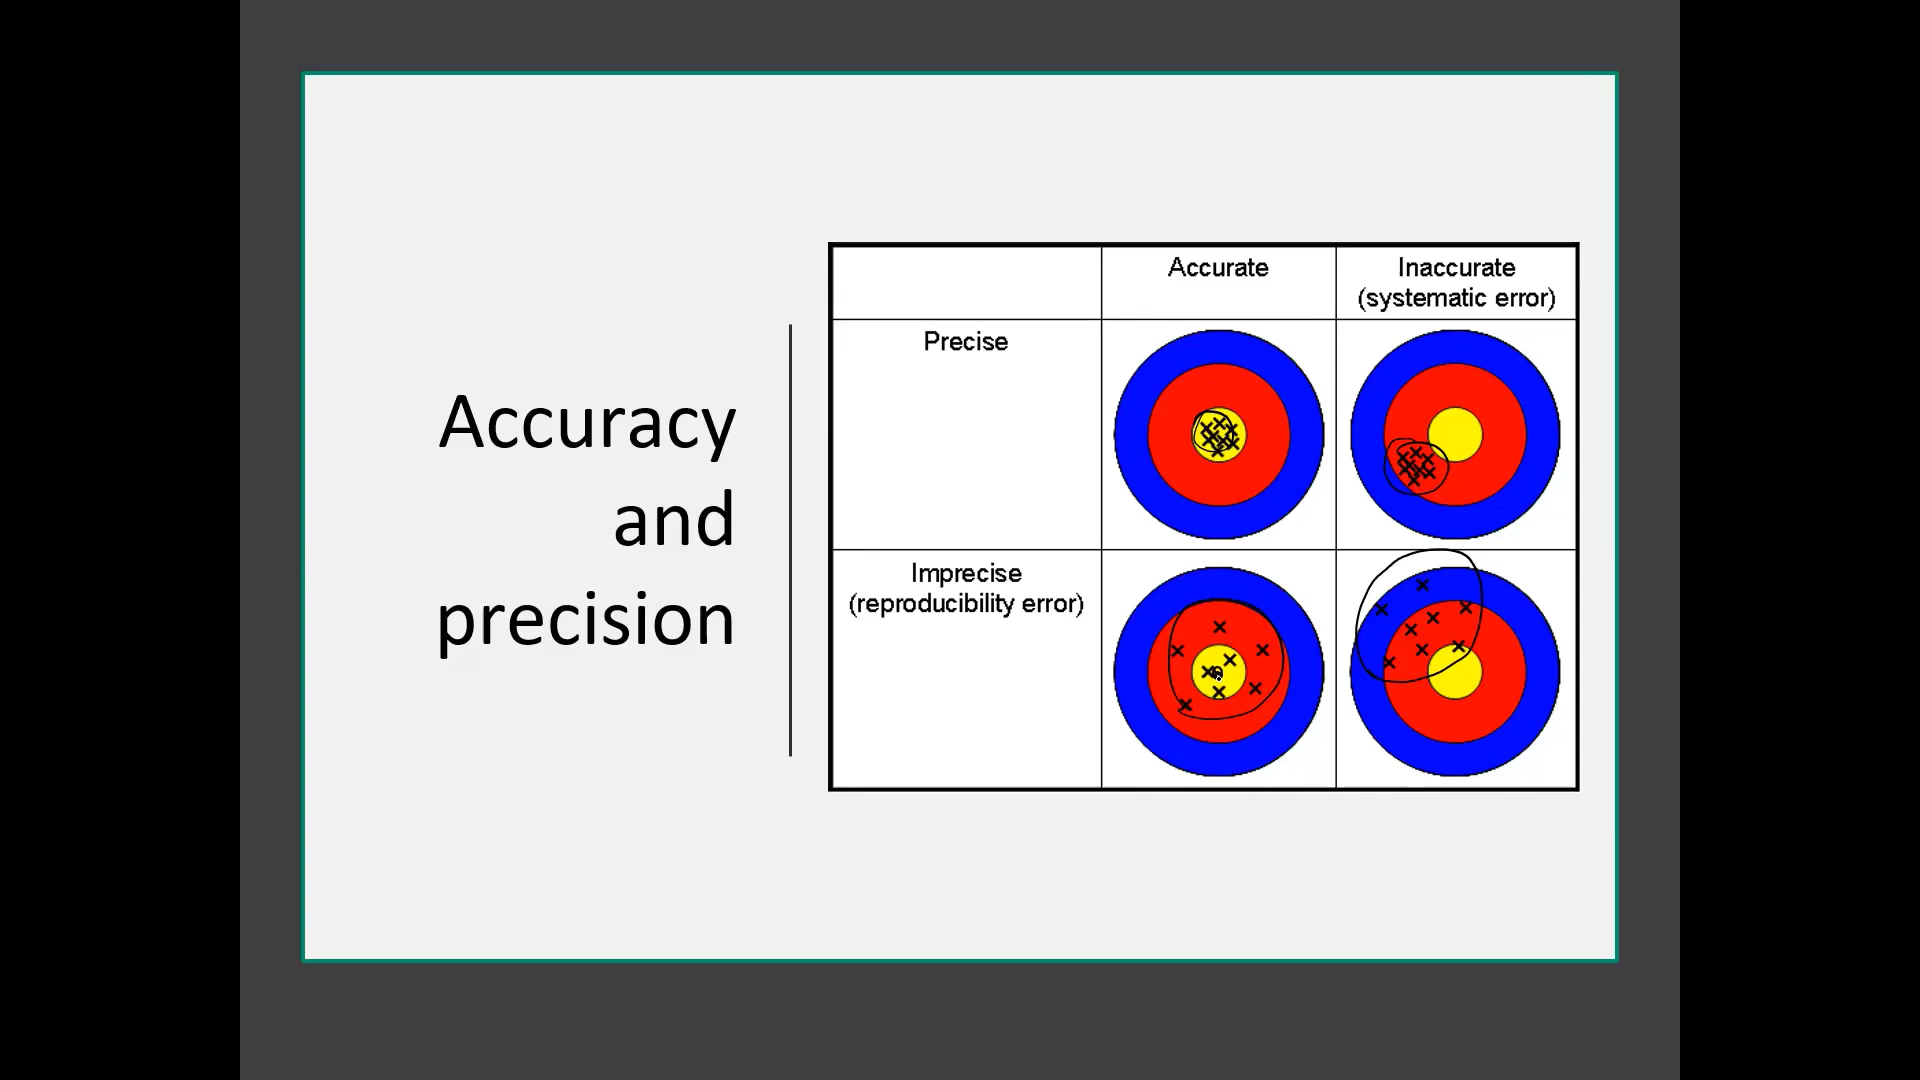 Accuracy
and
precision
Accurate
Inaccurate
(systematic error)
Precise
Imprecise
(reproducibility error)